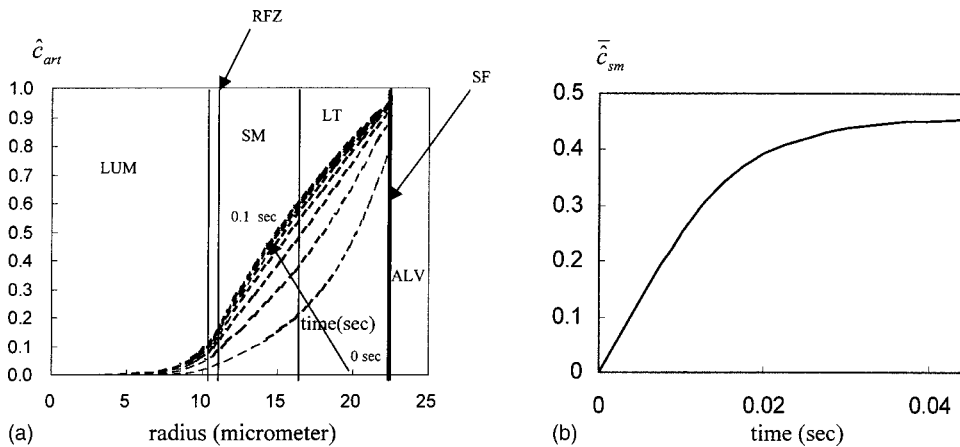 RFZ
ĉ_art
SF
1.0
0.9
0.8
0.7
0.6
0.5
0.4
0.3
0.2
0.1
0.0
LUM
SM
LT
ALV
0.1 sec
time(sec)
0 sec
0 5 10 15 20 25
(a) radius (micrometer)
c̄̂_sm
0.5
0.4
0.3
0.2
0.1
0
0 0.02 0.04
(b) time (sec)